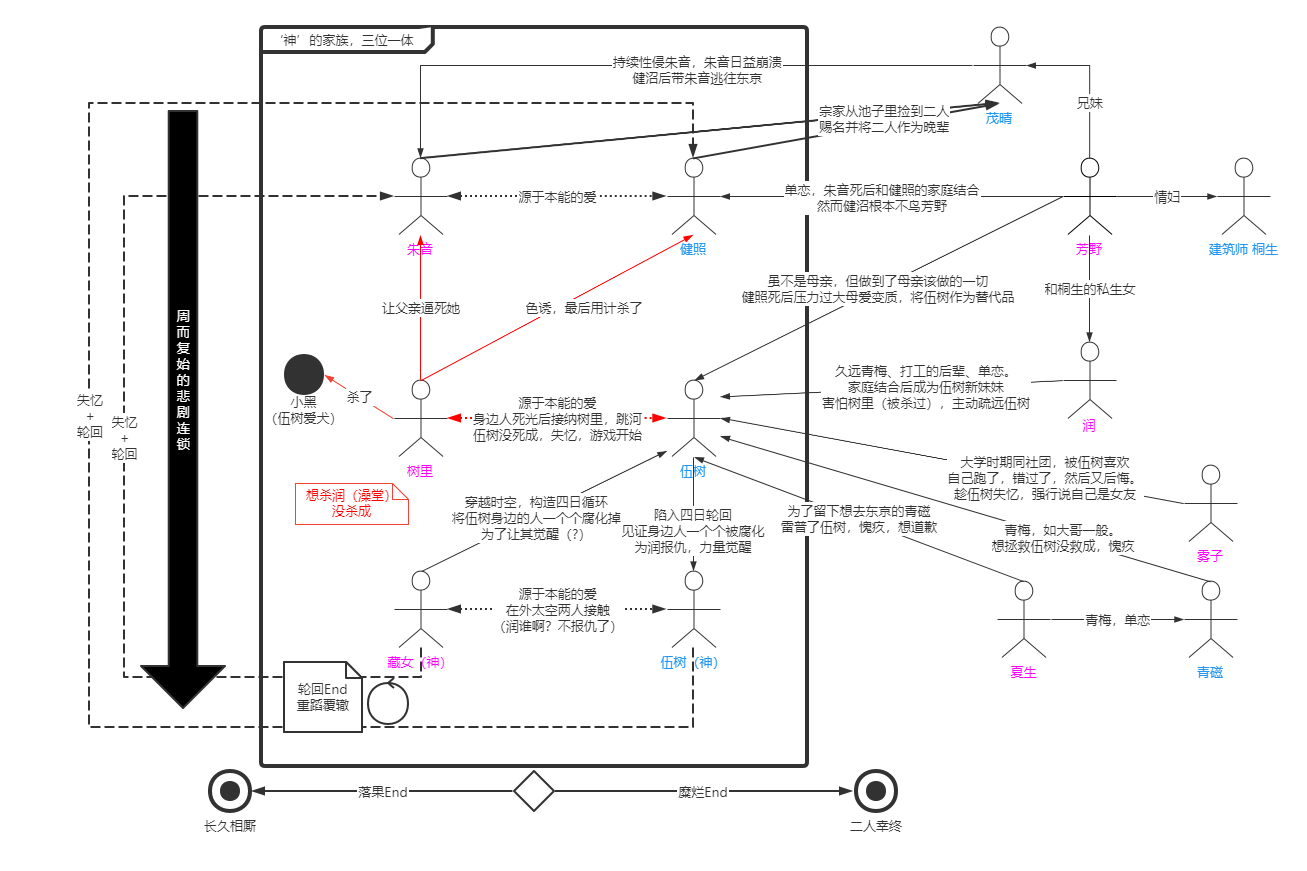 ‘神’的家族，三位一体
持续性侵朱音，朱音日益崩溃
健沼后带朱音逃往东京
兄妹
宗家从池子里捡到二人
赐名并将二人作为晚辈
茂晴
源于本能的爱
单恋，朱音死后和健照的家庭结合
然而健沼根本不鸟芳野
情妇
朱音
健照
芳野
建筑师 桐生
虽不是母亲，但做到了母亲该做的一切
健照死后压力过大母爱变质，将伍树作为替代品
和桐生的私生女
让父亲逼死她
色诱，最后用计杀了
周而复始的悲剧连锁
失忆
+
轮回
失忆
+
轮回
小黑
（伍树爱犬）
杀了
源于本能的爱
身边人死光后接纳树里，跳河
伍树没死成，失忆，游戏开始
久远青梅、打工的后辈、单恋。
家庭结合后成为伍树新妹妹
害怕树里（被杀过），主动疏远伍树
润
树里
伍树
大学时期同社团，被伍树喜欢
自己跑了，错过了，然后又后悔。
趁伍树失忆，强行说自己是女友
想杀润（澡堂）
没杀成
穿越时空，构造四日循环
将伍树身边的人一个个腐化掉
为了让其觉醒（?）
陷入四日轮回
见证身边人一个个被腐化
为润报仇，力量觉醒
为了留下想去东京的青磁
雷普了伍树，愧疚，想道歉
青梅，如大哥一般。
想拯救伍树没救成，愧疚
雾子
源于本能的爱
在外太空两人接触
（润谁啊？不报仇了）
青梅，单恋
藏女（神）
伍树（神）
夏生
青磁
轮回End
重蹈覆辙
落果End
糜烂End
长久相厮
二人幸终